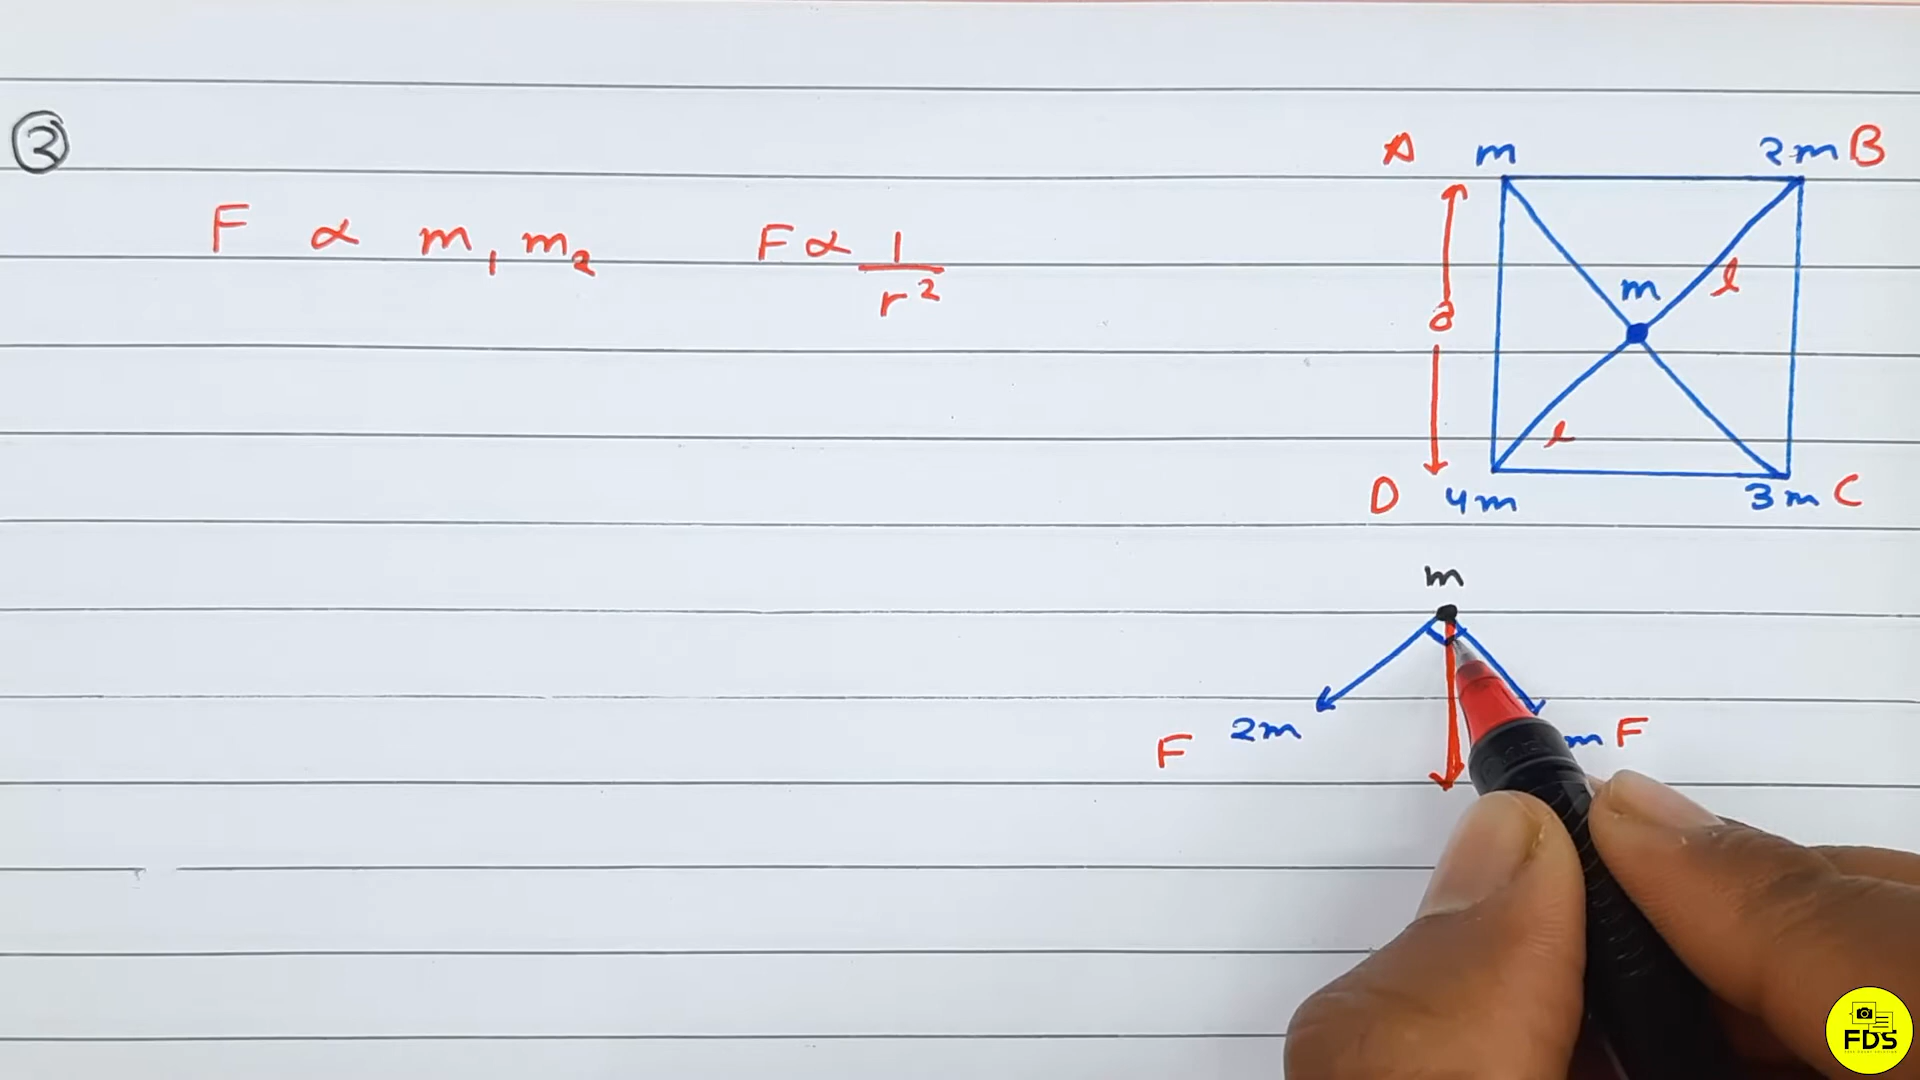 ③
F ∝ m₁ m₂ F ∝ 1/r²
A m 2m B
m
l
a
l
D 4m 3m C
m
F 2m m F
FDS